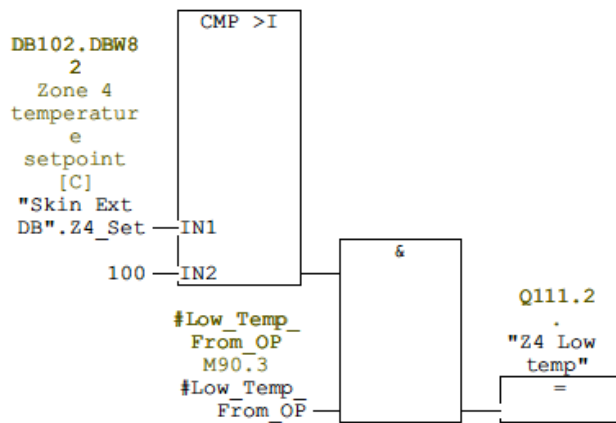 CMP >I
DB102.DBW8
2
Zone 4
temperatur
e
setpoint
[C]
"Skin Ext
DB".Z4_Set
IN1
100
IN2
&
#Low_Temp_
From_OP
M90.3
#Low_Temp_
From_OP
Q111.2
.
"Z4 Low
temp"
=